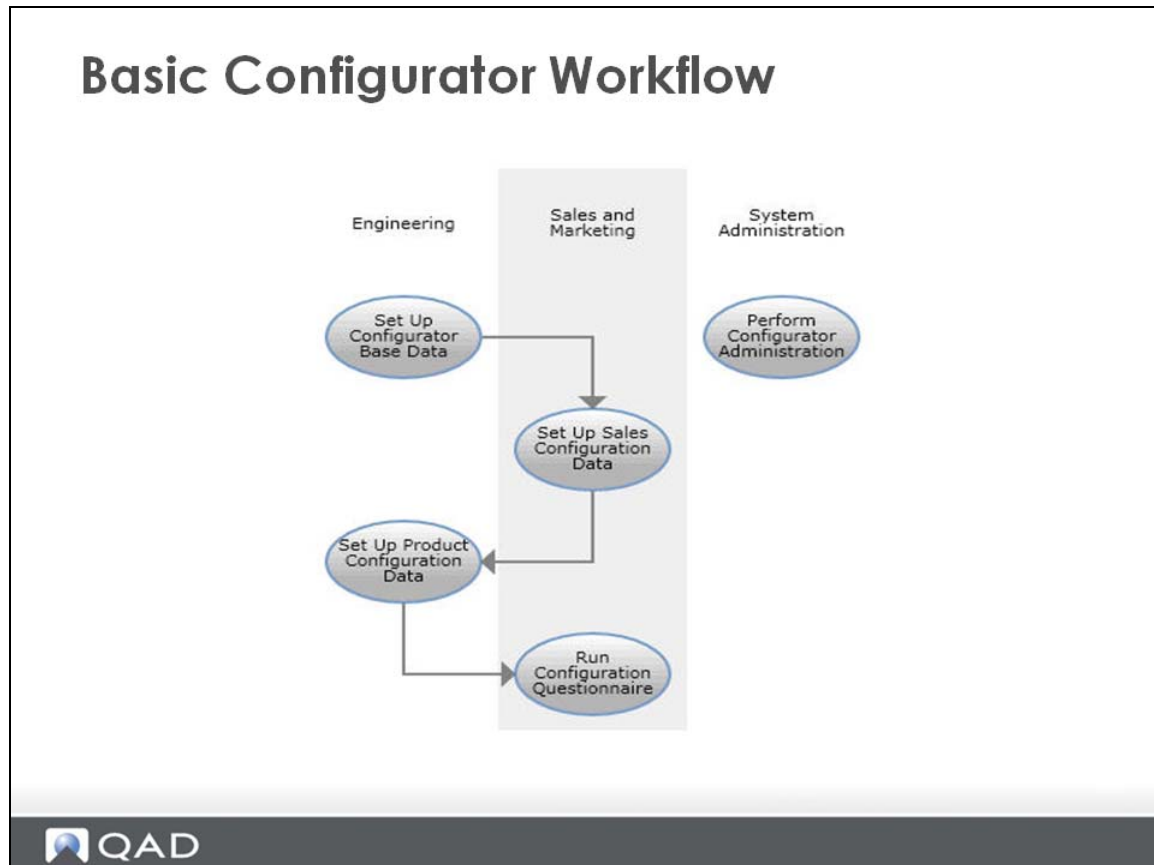 Basic Configurator Workflow
Engineering
Sales and
Marketing
System
Administration
Set Up
Configurator
Base Data
Perform
Configurator
Administration
Set Up Sales
Configuration
Data
Set Up Product
Configuration
Data
Run
Configuration
Questionnaire
QAD